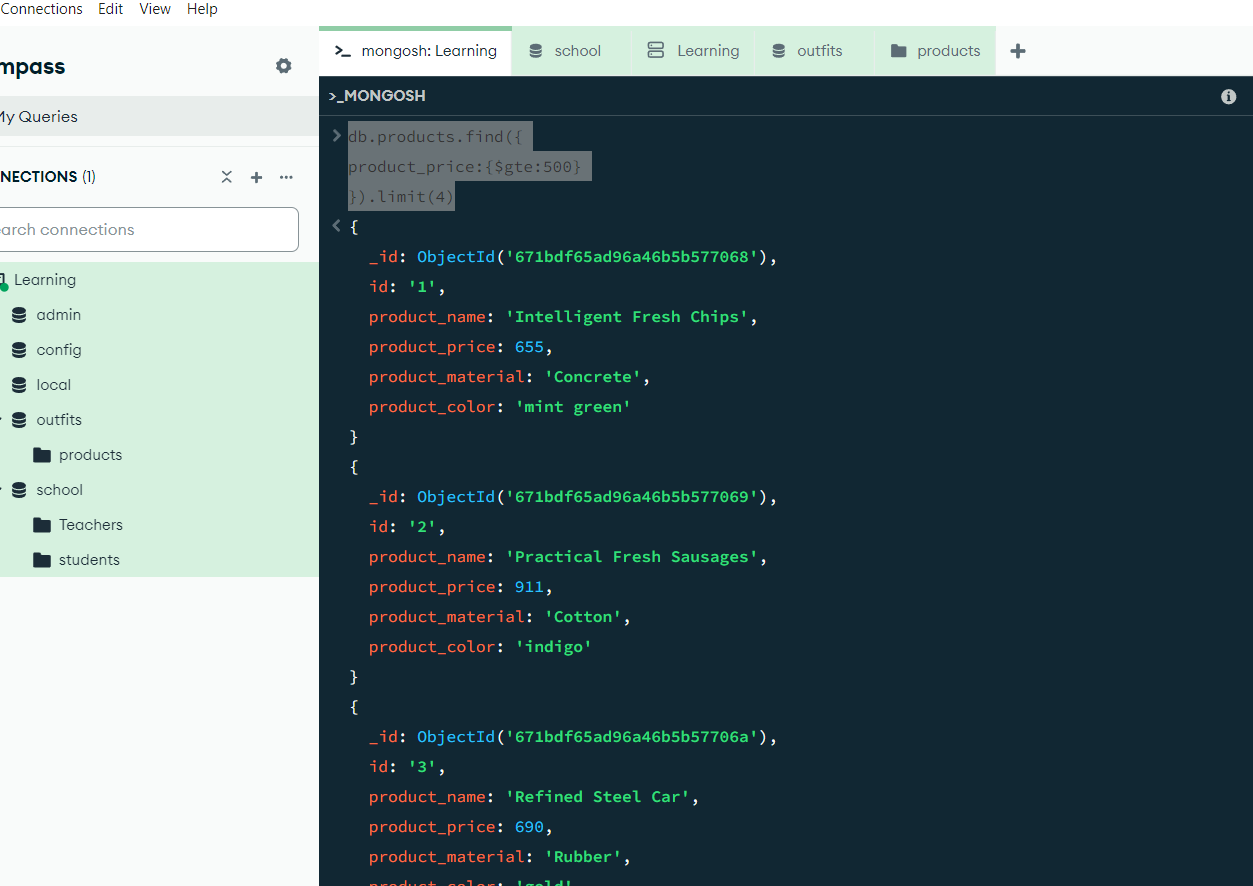 Connections Edit View Help
mpass
My Queries
NNECTIONS (1)
earch connections
Learning
admin
config
local
outfits
products
school
Teachers
students
>_ mongosh: Learning school Learning outfits products +
>_MONGOSH
> db.products.find({
product_price:{$gte:500}
}).limit(4)
< {
_id: ObjectId('671bdf65ad96a46b5b577068'),
id: '1',
product_name: 'Intelligent Fresh Chips',
product_price: 655,
product_material: 'Concrete',
product_color: 'mint green'
}
{
_id: ObjectId('671bdf65ad96a46b5b577069'),
id: '2',
product_name: 'Practical Fresh Sausages',
product_price: 911,
product_material: 'Cotton',
product_color: 'indigo'
}
{
_id: ObjectId('671bdf65ad96a46b5b57706a'),
id: '3',
product_name: 'Refined Steel Car',
product_price: 690,
product_material: 'Rubber',
product_color: 'gold'